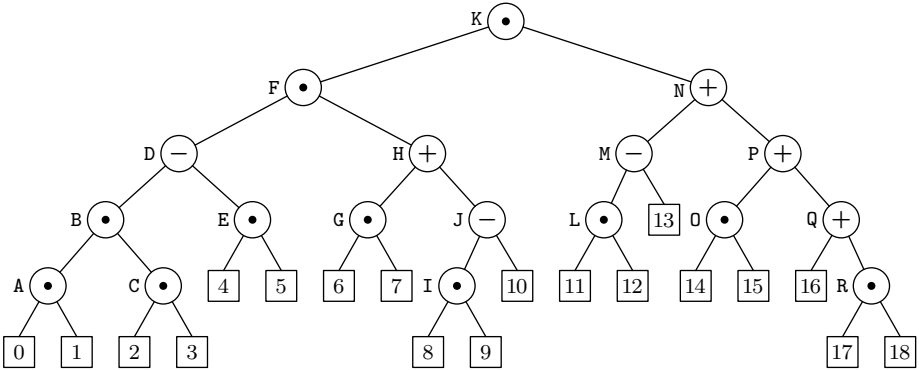 K •
F • N +
D − H + M − P +
B • E • G • J − L • 13 O • Q +
A • C • 4 5 6 7 I • 10 11 12 14 15 16 R •
0 1 2 3 8 9 17 18